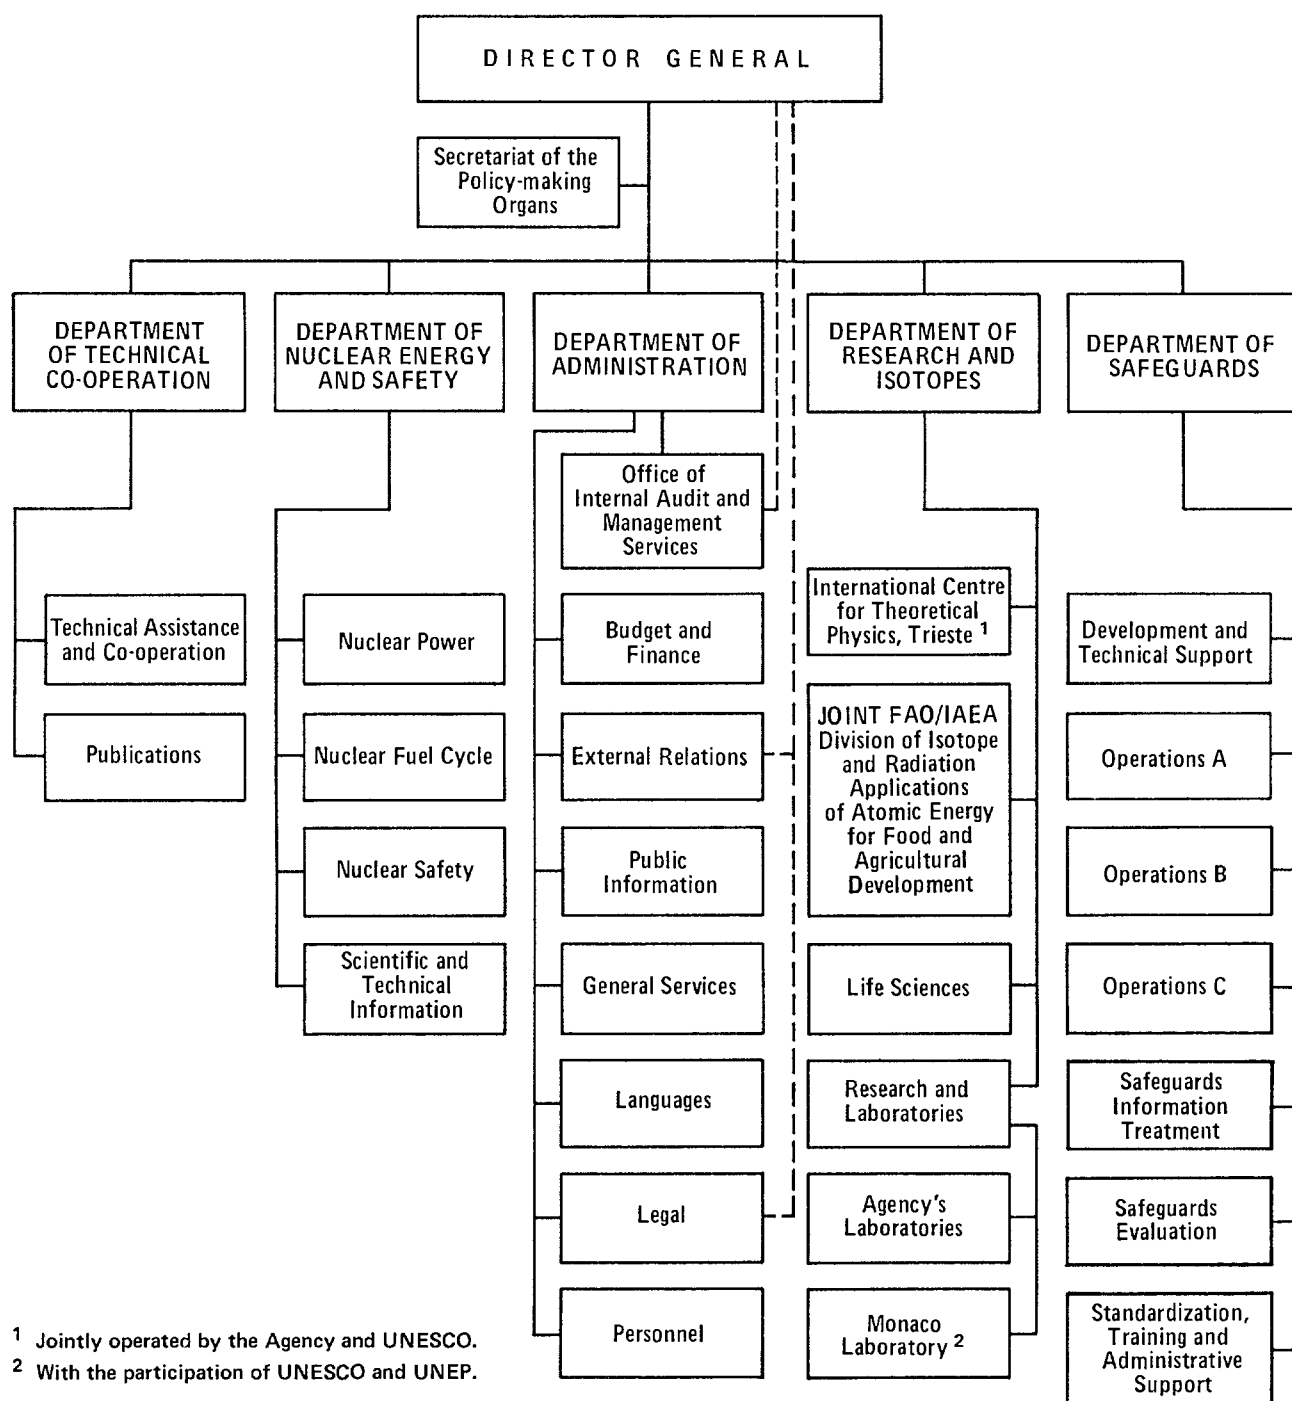 DIRECTOR GENERAL
Secretariat of the
Policy-making
Organs
DEPARTMENT
OF TECHNICAL
CO-OPERATION
DEPARTMENT OF
NUCLEAR ENERGY
AND SAFETY
DEPARTMENT OF
ADMINISTRATION
DEPARTMENT OF
RESEARCH AND
ISOTOPES
DEPARTMENT OF
SAFEGUARDS
Technical Assistance
and Co-operation
Publications
Nuclear Power
Nuclear Fuel Cycle
Nuclear Safety
Scientific and
Technical
Information
Office of
Internal Audit and
Management
Services
Budget and
Finance
External Relations
Public
Information
General Services
Languages
Legal
Personnel
International Centre
for Theoretical
Physics, Trieste 1
JOINT FAO/IAEA
Division of Isotope
and Radiation
Applications
of Atomic Energy
for Food and
Agricultural
Development
Life Sciences
Research and
Laboratories
Agency's
Laboratories
Monaco
Laboratory 2
Development and
Technical Support
Operations A
Operations B
Operations C
Safeguards
Information
Treatment
Safeguards
Evaluation
Standardization,
Training and
Administrative
Support
1 Jointly operated by the Agency and UNESCO.
2 With the participation of UNESCO and UNEP.